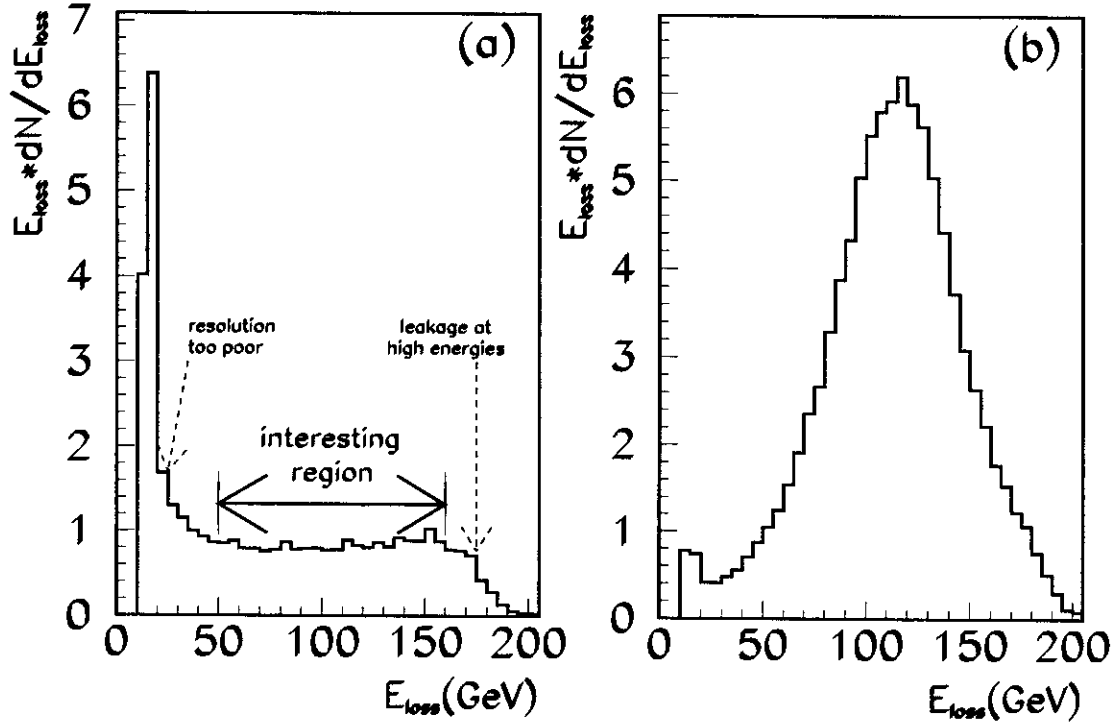 (a)
E_loss*dN/dE_loss
7
6
5
4
3
2
1
0
resolution
too poor
leakage at
high energies
interesting
region
0 50 100 150 200
E_loss(GeV)
(b)
E_loss*dN/dE_loss
6
5
4
3
2
1
0
0 50 100 150 200
E_loss(GeV)